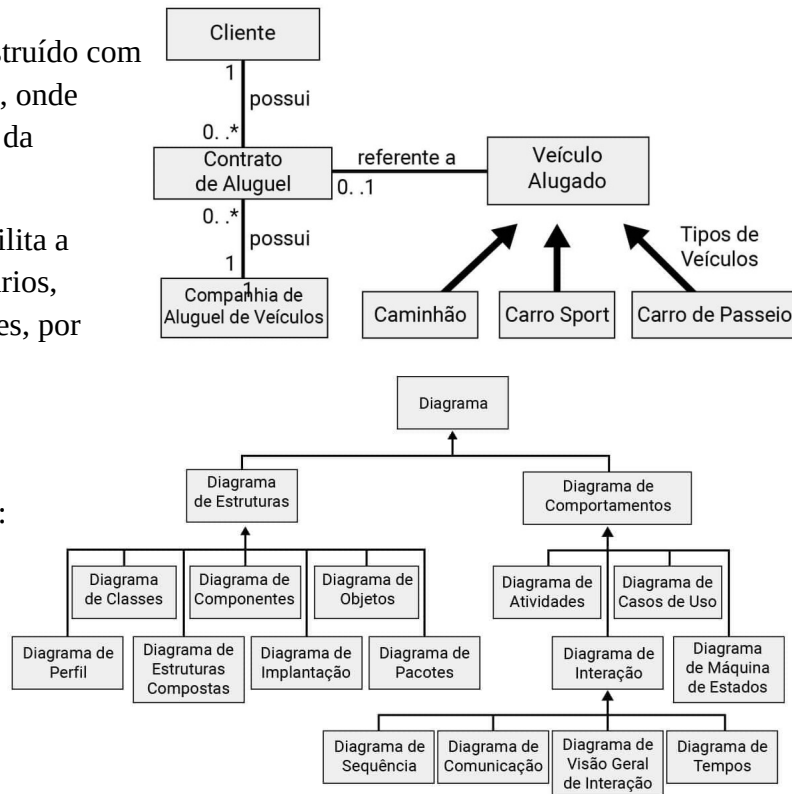 Cliente
struído com
, onde
da
1
possui
0. .*
Contrato
de Aluguel
referente a
0. .1
Veículo
Alugado
ilita a
rios,
es, por
0. .*
possui
1
1
Companhia de
Aluguel de Veículos
Tipos de
Veículos
Caminhão
Carro Sport
Carro de Passeio
Diagrama
:
Diagrama
de Estruturas
Diagrama de
Comportamentos
Diagrama
de Classes
Diagrama de
Componentes
Diagrama de
Objetos
Diagrama de
Atividades
Diagrama de
Casos de Uso
Diagrama de
Perfil
Diagrama de
Estruturas
Compostas
Diagrama de
Implantação
Diagrama de
Pacotes
Diagrama de
Interação
Diagrama
de Máquina
de Estados
Diagrama de
Sequência
Diagrama de
Comunicação
Diagrama de
Visão Geral
de Interação
Diagrama de
Tempos